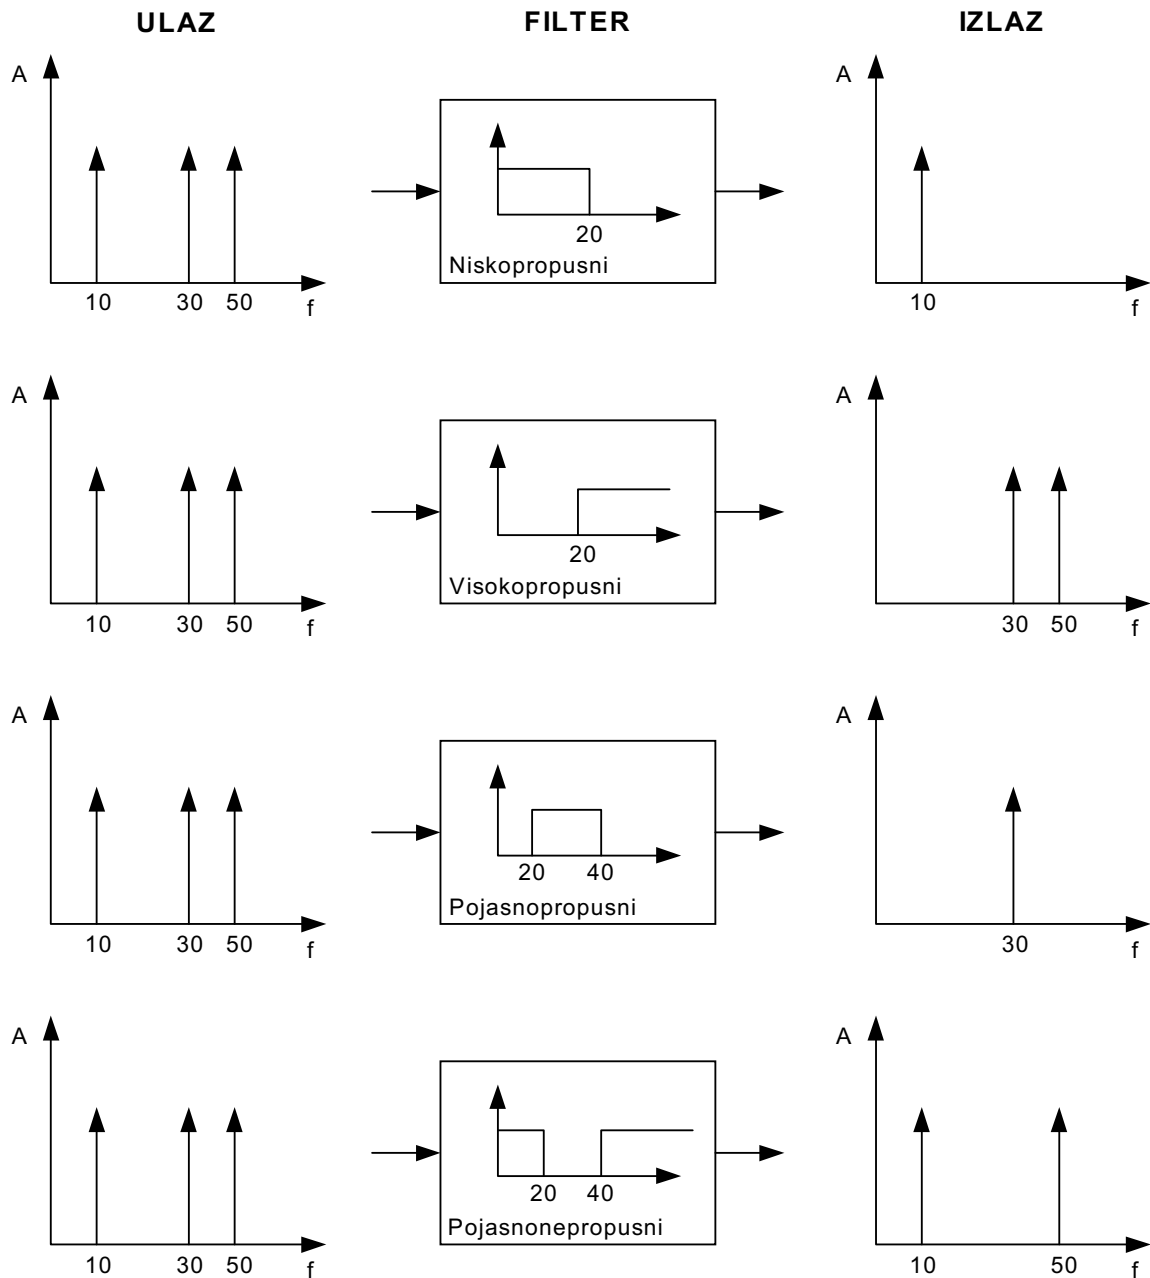 ULAZ FILTER IZLAZ
A
10 30 50 f
20
Niskopropusni
A
10 f
A
10 30 50 f
20
Visokopropusni
A
30 50 f
A
10 30 50 f
20 40
Pojasnopropusni
A
30 f
A
10 30 50 f
20 40
Pojasnonepropusni
A
10 50 f